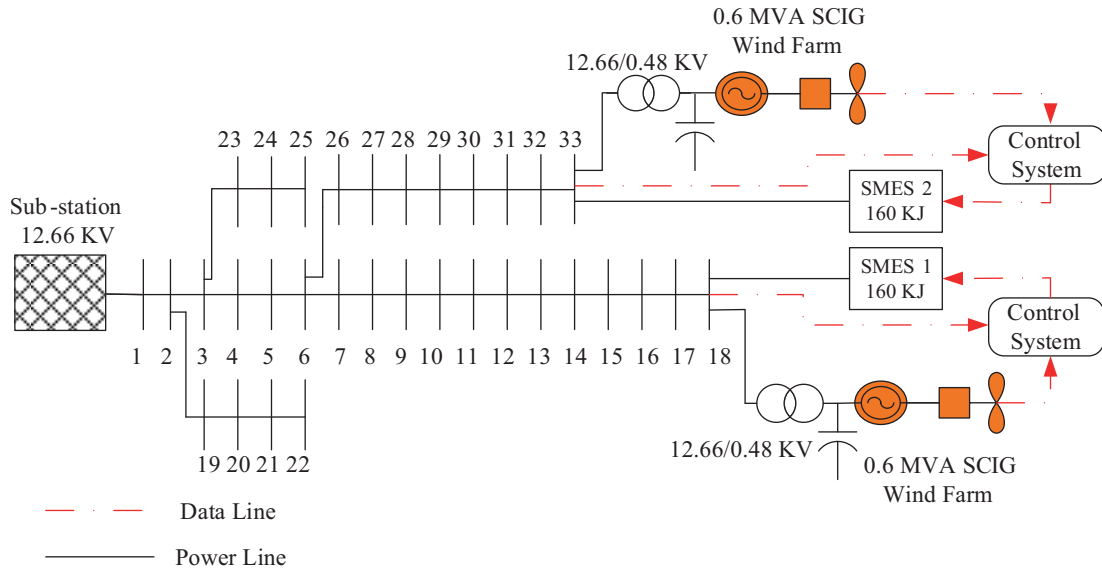 0.6 MVA SCIG
Wind Farm
12.66/0.48 KV
Control
System
23 24 25 26 27 28 29 30 31 32 33
SMES 2
160 KJ
Sub-station
12.66 KV
SMES 1
160 KJ
Control
System
1 2 3 4 5 6 7 8 9 10 11 12 13 14 15 16 17 18
12.66/0.48 KV
19 20 21 22
0.6 MVA SCIG
Wind Farm
Data Line
Power Line